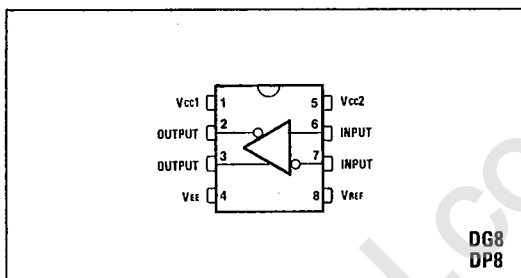 Vcc1 1 5 Vcc2
OUTPUT 2 6 INPUT
OUTPUT 3 7 INPUT
VEE 4 8 VREF
DG8
DP8